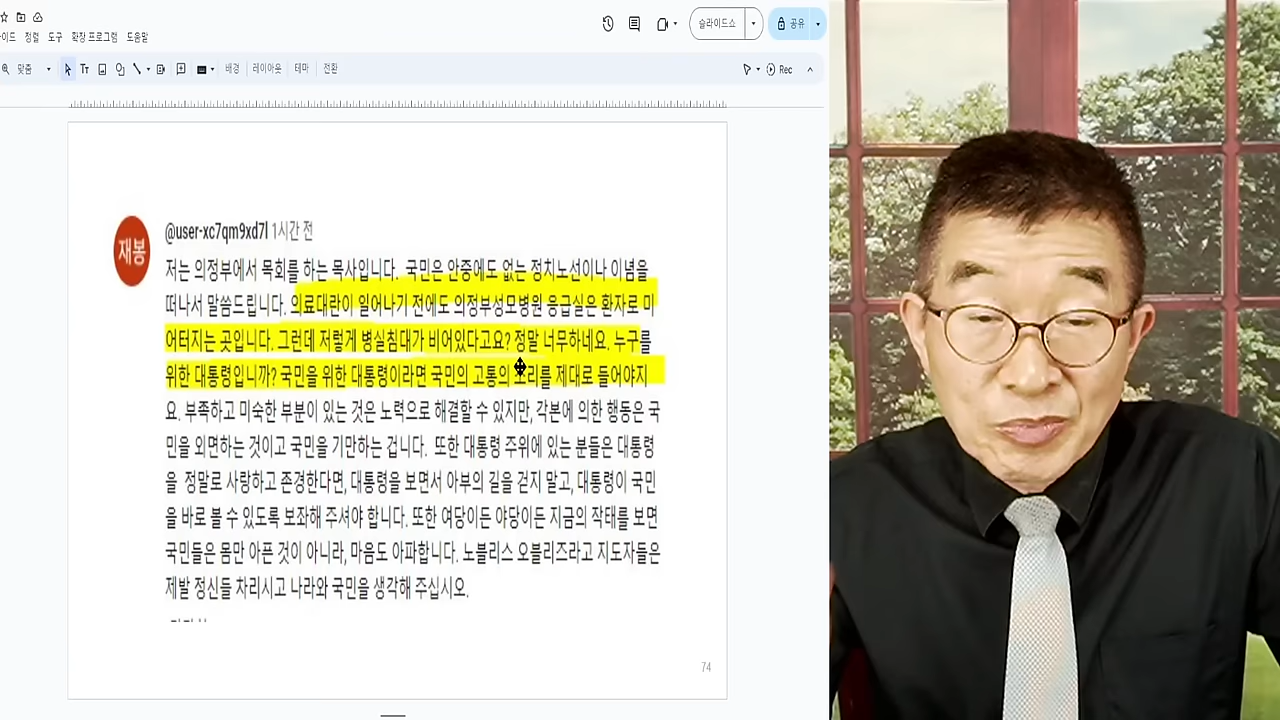 이드 정렬 도구 확장 프로그램 도움말
슬라이드쇼
공유
맞춤
배경
레이아웃
테마
전환
Rec
재봉
@user-xc7qm9xd7l 1시간 전
저는 의정부에서 목회를 하는 목사입니다. 국민은 안중에도 없는 정치노선이나 이념을
떠나서 말씀드립니다. 의료대란이 일어나기 전에도 의정부성모병원 응급실은 환자로 미
어터지는 곳입니다. 그런데 저렇게 병실침대가 비어있다고요? 정말 너무하네요. 누구를
위한 대통령입니까? 국민을 위한 대통령이라면 국민의 고통의 소리를 제대로 들어야지
요. 부족하고 미숙한 부분이 있는 것은 노력으로 해결할 수 있지만, 각본에 의한 행동은 국
민을 외면하는 것이고 국민을 기만하는 겁니다. 또한 대통령 주위에 있는 분들은 대통령
을 정말로 사랑하고 존경한다면, 대통령을 보면서 아부의 길을 걷지 말고, 대통령이 국민
을 바로 볼 수 있도록 보좌해 주셔야 합니다. 또한 여당이든 야당이든 지금의 작태를 보면
국민들은 몸만 아픈 것이 아니라, 마음도 아파합니다. 노블리스 오블리즈라고 지도자들은
제발 정신들 차리시고 나라와 국민을 생각해 주십시오.
74